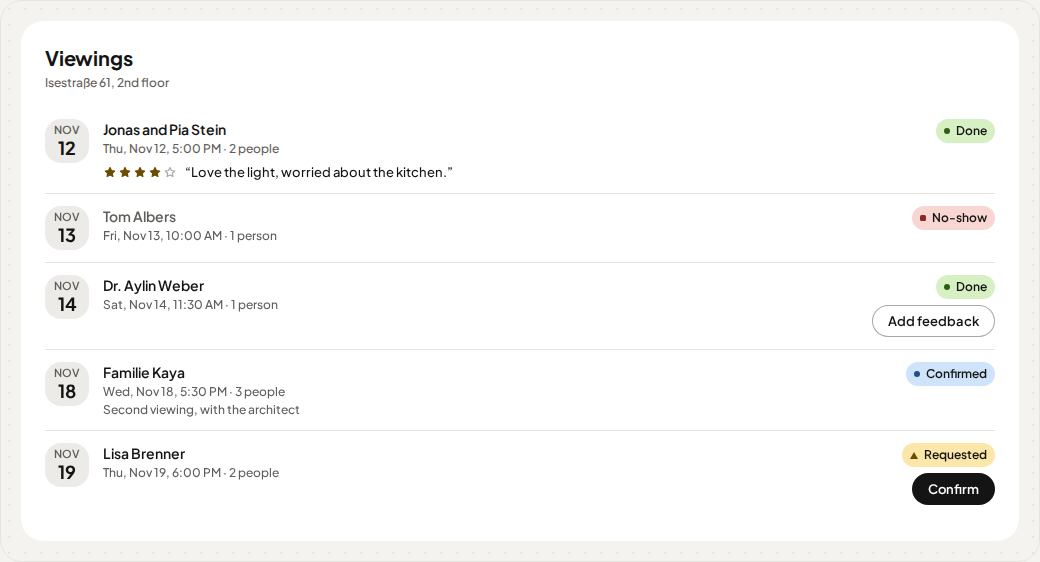 Viewings
Isestraße 61, 2nd floor
NOV
12
Jonas and Pia Stein
Thu, Nov 12, 5:00 PM · 2 people
“Love the light, worried about the kitchen.”
Done
NOV
13
Tom Albers
Fri, Nov 13, 10:00 AM · 1 person
No-show
NOV
14
Dr. Aylin Weber
Sat, Nov 14, 11:30 AM · 1 person
Done
Add feedback
NOV
18
Familie Kaya
Wed, Nov 18, 5:30 PM · 3 people
Second viewing, with the architect
Confirmed
NOV
19
Lisa Brenner
Thu, Nov 19, 6:00 PM · 2 people
Requested
Confirm